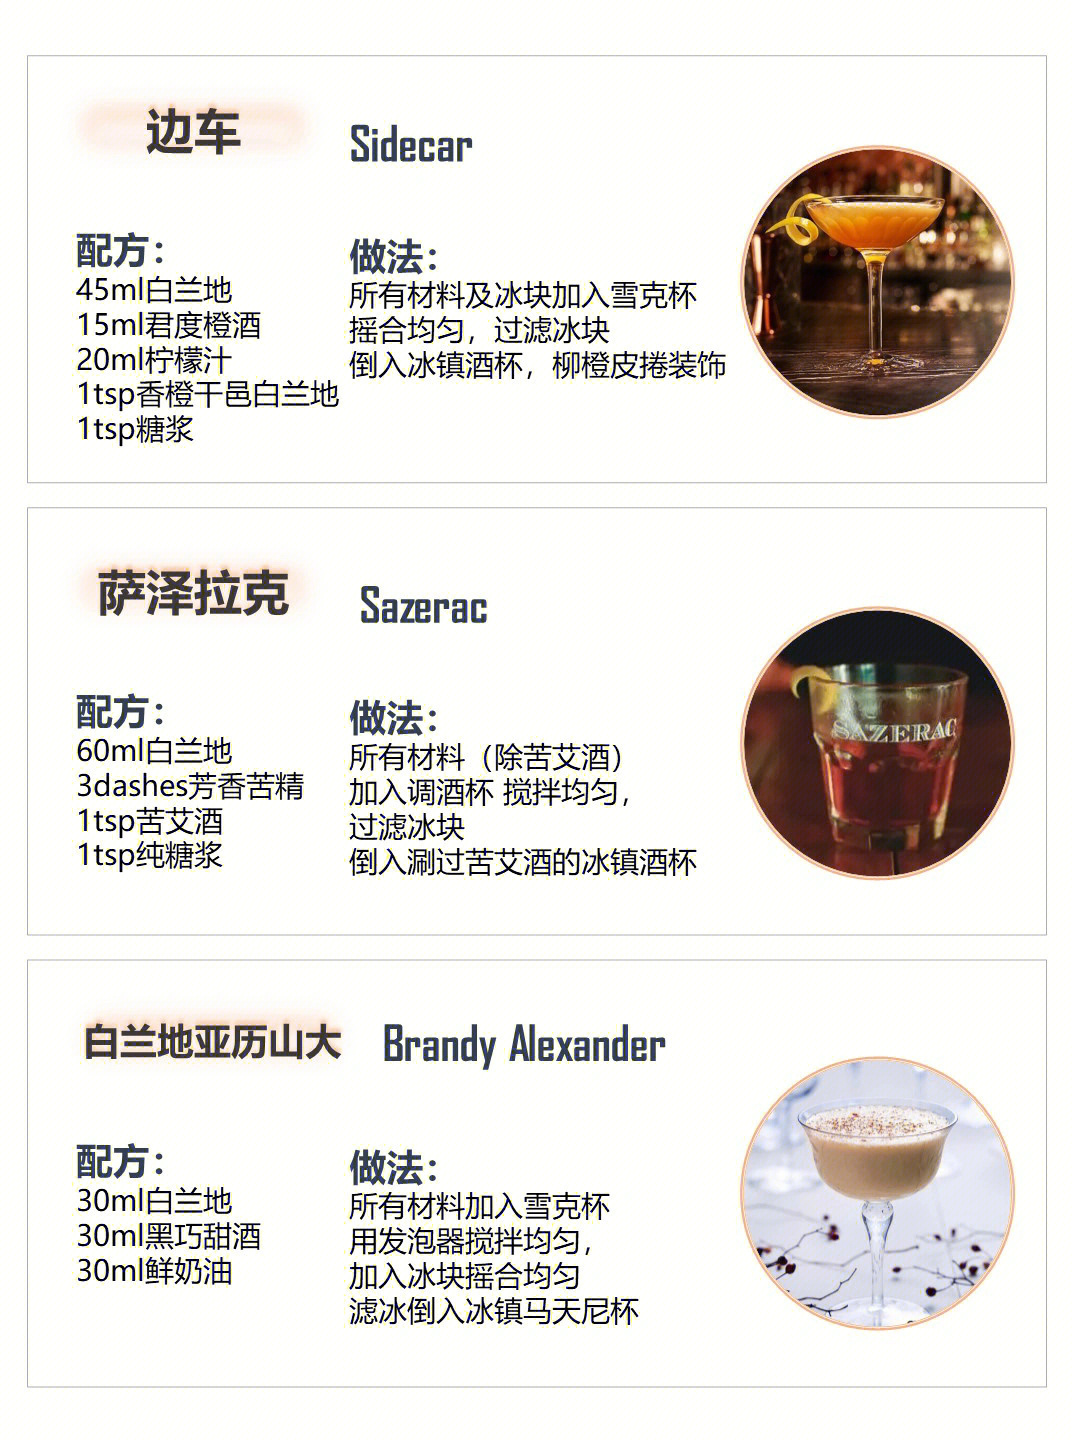 边车
Sidecar
配方：
45ml白兰地
15ml君度橙酒
20ml柠檬汁
1tsp香橙干邑白兰地
1tsp糖浆
做法：
所有材料及冰块加入雪克杯
摇合均匀，过滤冰块
倒入冰镇酒杯，柳橙皮捲装饰
萨泽拉克
Sazerac
配方：
60ml白兰地
3dashes芳香苦精
1tsp苦艾酒
1tsp纯糖浆
做法：
所有材料（除苦艾酒）
加入调酒杯 搅拌均匀，
过滤冰块
倒入涮过苦艾酒的冰镇酒杯
SAZERAC
白兰地亚历山大
Brandy Alexander
配方：
30ml白兰地
30ml黑巧甜酒
30ml鲜奶油
做法：
所有材料加入雪克杯
用发泡器搅拌均匀，
加入冰块摇合均匀
滤冰倒入冰镇马天尼杯